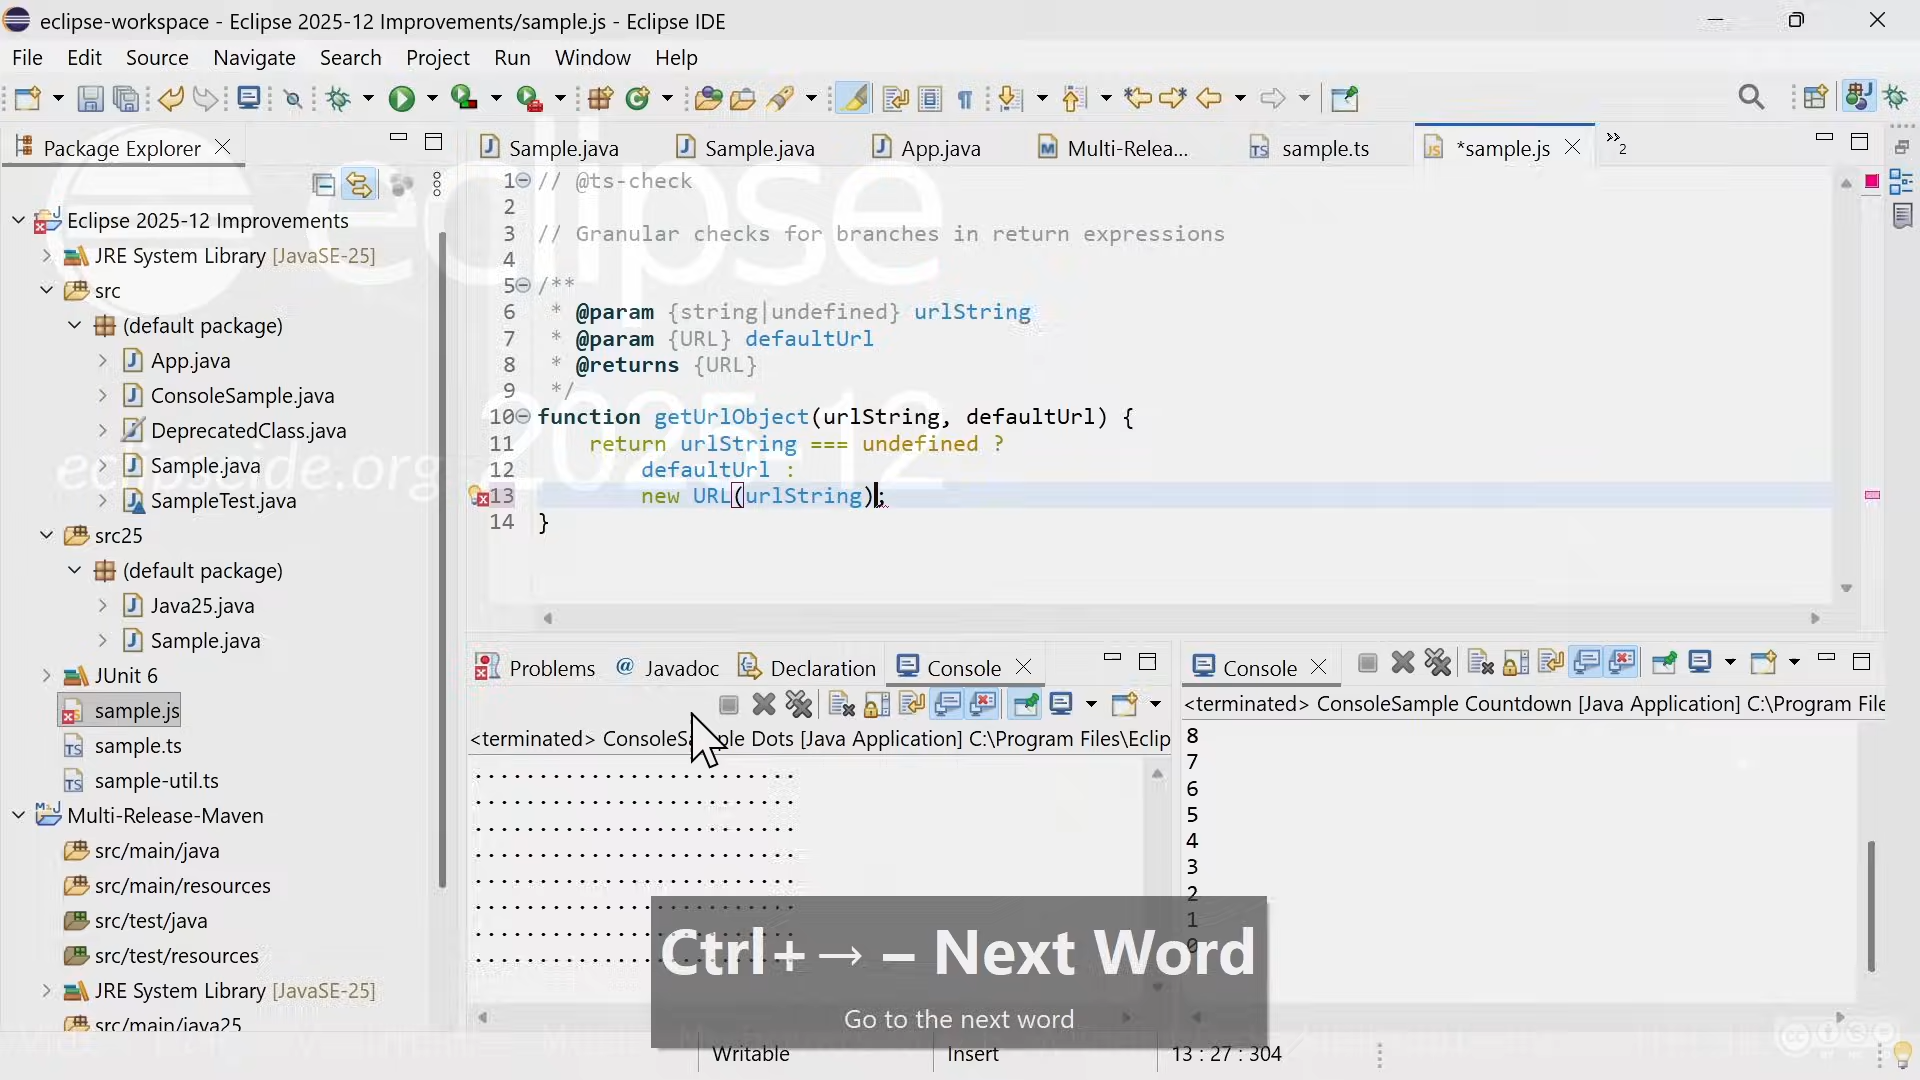 eclipse-workspace - Eclipse 2025-12 Improvements/sample.js - Eclipse IDE
File Edit Source Navigate Search Project Run Window Help
Package Explorer
Sample.java Sample.java App.java Multi-Relea... sample.ts *sample.js 2
eclipse
2025-12
eclipseide.org
Eclipse 2025-12 Improvements
JRE System Library [JavaSE-25]
src
(default package)
App.java
ConsoleSample.java
DeprecatedClass.java
Sample.java
SampleTest.java
src25
(default package)
Java25.java
Sample.java
JUnit 6
sample.js
sample.ts
sample-util.ts
Multi-Release-Maven
src/main/java
src/main/resources
src/test/java
src/test/resources
JRE System Library [JavaSE-25]
src/main/java25
1 // @ts-check
2
3 // Granular checks for branches in return expressions
4
5 /**
6 * @param {string|undefined} urlString
7 * @param {URL} defaultUrl
8 * @returns {URL}
9 */
10 function getUrlObject(urlString, defaultUrl) {
11 return urlString === undefined ?
12 defaultUrl :
13 new URL(urlString);
14 }
Problems Javadoc Declaration Console
<terminated> ConsoleSample Dots [Java Application] C:\Program Files\Eclip
. . . . . . . . . . . . . . . . . . . . . . . . .
. . . . . . . . . . . . . . . . . . . . . . . . .
. . . . . . . . . . . . . . . . . . . . . . . . .
. . . . . . . . . . . . . . . . . . . . . . . . .
. . . . . . . . . . . . . . . . . . . . . . . . .
. . . . . . . . . . . . . . . . . . . . . . . . .
. . . . . . . . . . . . . . . . . . . . . . . . .
. . . . . . . . . . . . . . . . . . . . . . . . .
Console
<terminated> ConsoleSample Countdown [Java Application] C:\Program File
8
7
6
5
4
3
2
1
0
Ctrl+→ – Next Word
Go to the next word
Writable Insert 13 : 27 : 304